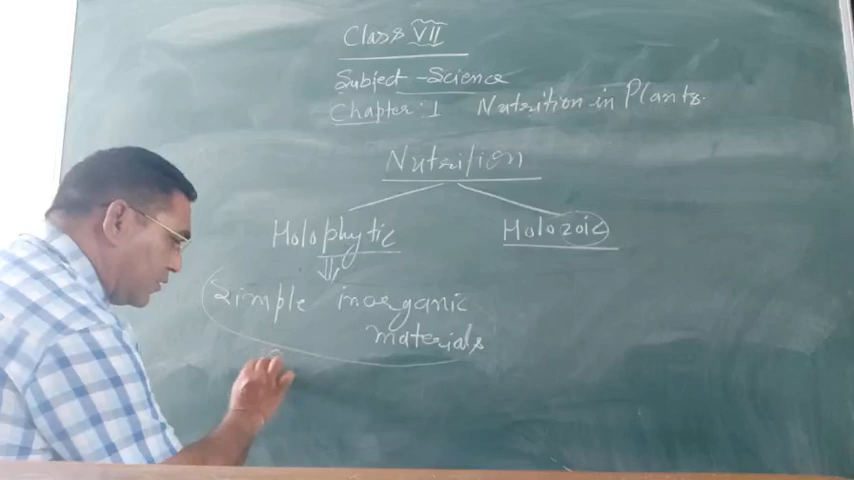 Class VII
Subject - Science
Chapter: 1 Nutrition in Plants.
Nutrition
Holophytic Holozoic
Simple inorganic
materials